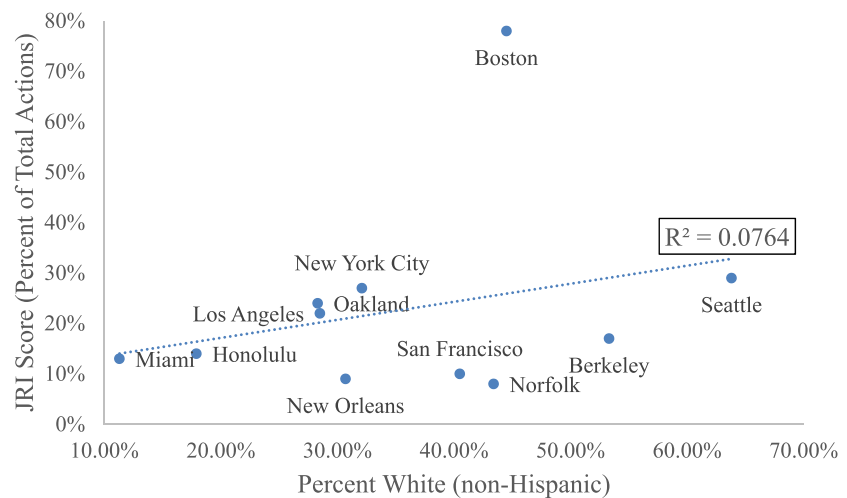 JRI Score (Percent of Total Actions)
80%
70%
60%
50%
40%
30%
20%
10%
0%
Boston
R² = 0.0764
New York City
Oakland
Los Angeles
Seattle
Miami
Honolulu
San Francisco
Berkeley
Norfolk
New Orleans
10.00% 20.00% 30.00% 40.00% 50.00% 60.00% 70.00%
Percent White (non-Hispanic)